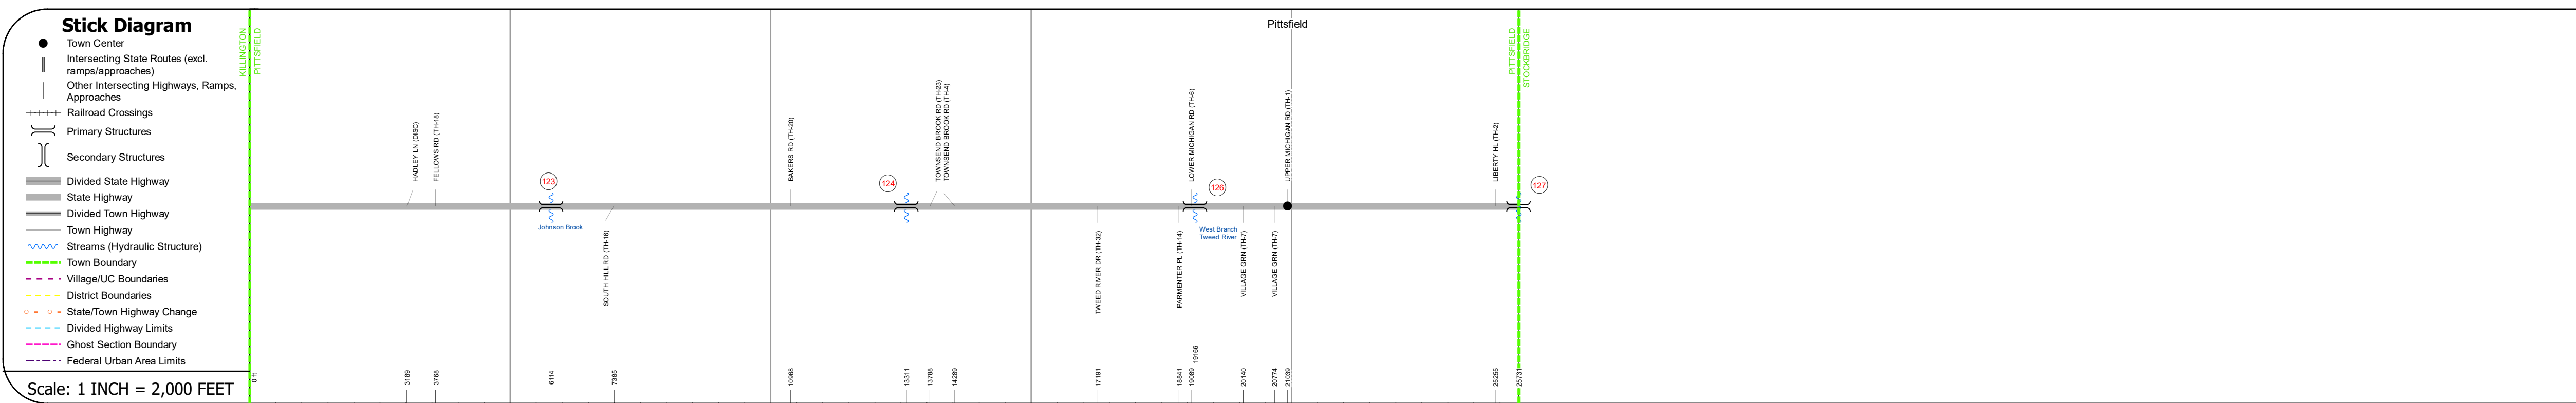 Stick Diagram
Town Center
Intersecting State Routes (excl.
ramps/approaches)
Other Intersecting Highways, Ramps,
Approaches
Railroad Crossings
Primary Structures
Secondary Structures
Divided State Highway
State Highway
Divided Town Highway
Town Highway
Streams (Hydraulic Structure)
Town Boundary
Village/UC Boundaries
District Boundaries
State/Town Highway Change
Divided Highway Limits
Ghost Section Boundary
Federal Urban Area Limits
Scale: 1 INCH = 2,000 FEET
KILLINGTON
PITTSFIELD
Pittsfield
PITTSFIELD
STOCKBRIDGE
HADLEY LN (DISC)
FELLOWS RD (TH-18)
123
Johnson Brook
SOUTH HILL RD (TH-16)
BAKERS RD (TH-20)
124
TOWNSEND BROOK RD (TH-23)
TOWNSEND BROOK RD (TH-4)
TWEED RIVER DR (TH-32)
PARMENTER PL (TH-14)
LOWER MICHIGAN RD (TH-6)
126
West Branch
Tweed River
VILLAGE GRN (TH-7)
VILLAGE GRN (TH-7)
UPPER MICHIGAN RD (TH-1)
LIBERTY HL (TH-2)
127
0 ft
3189
3768
6114
7385
10968
13311
13788
14289
17191
18841
19089
19166
20140
20774
21039
25255
25731